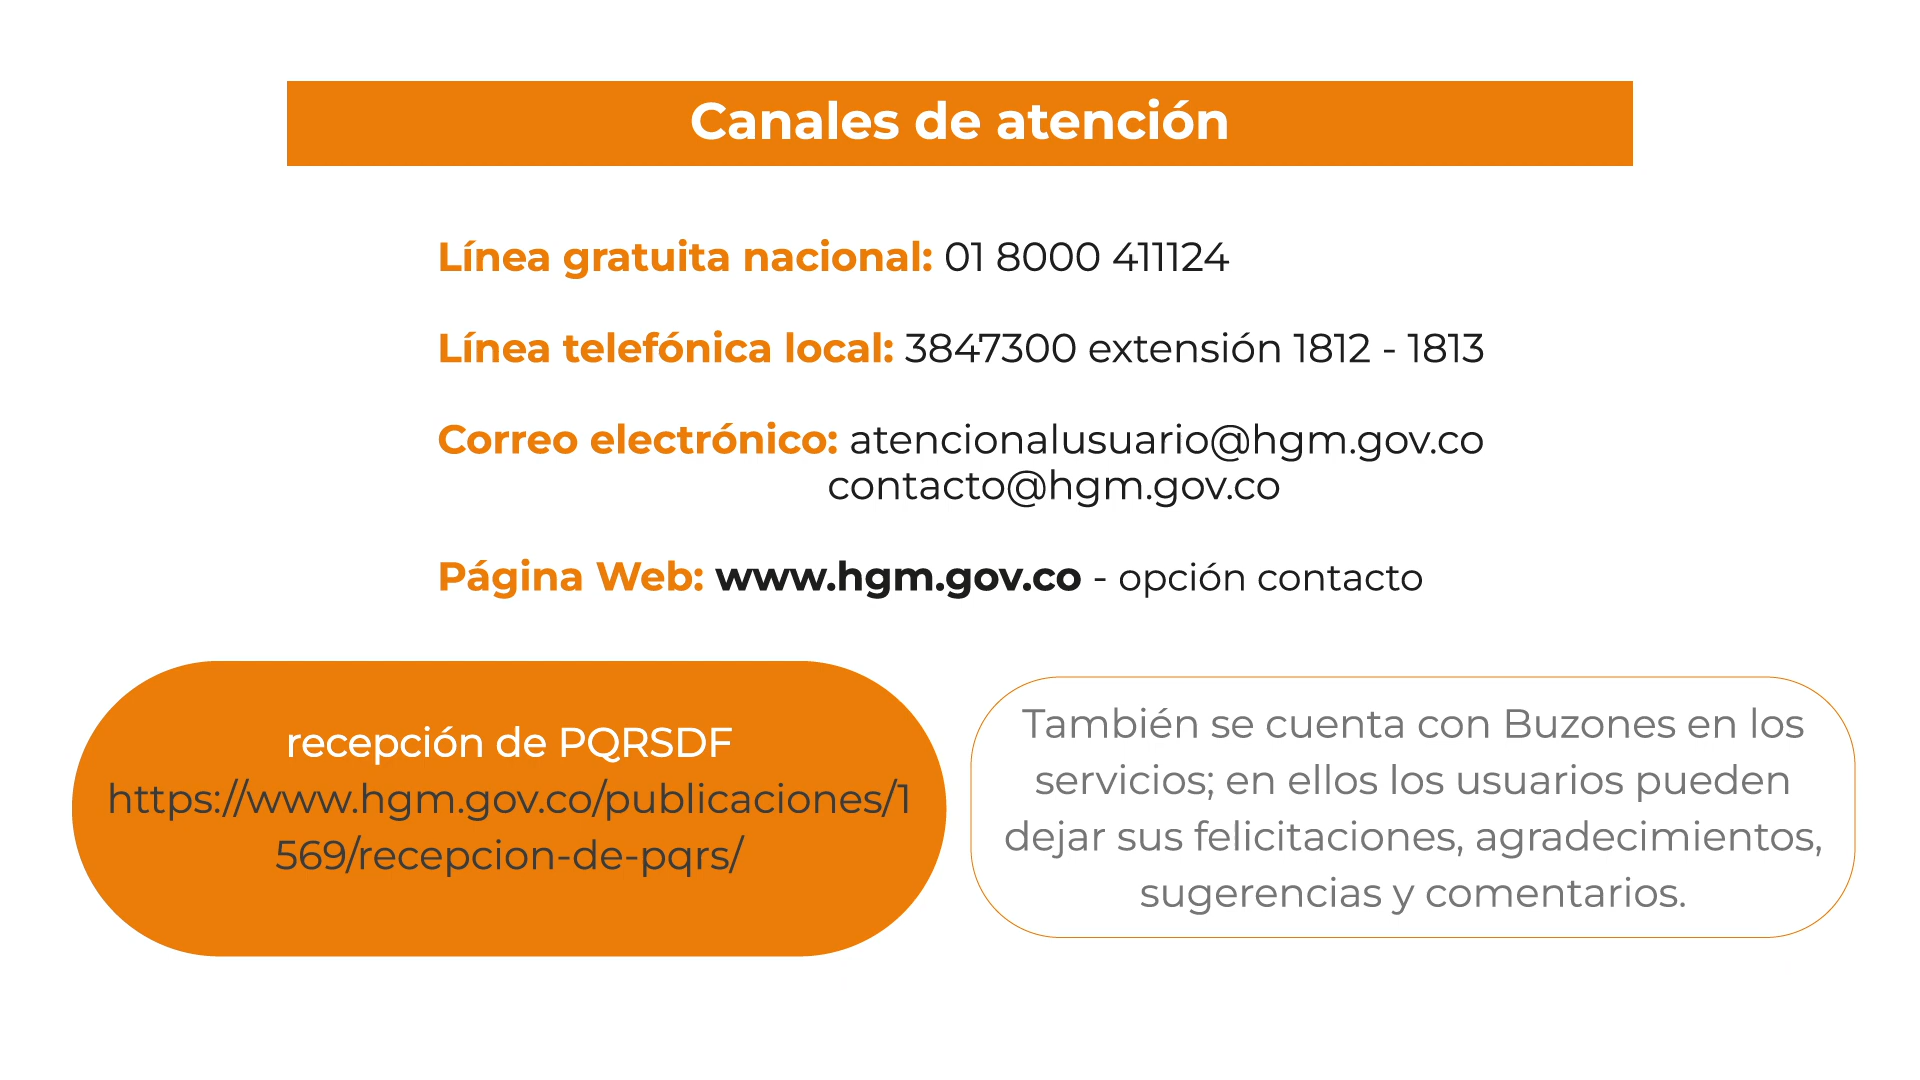 Canales de atención
Línea gratuita nacional: 01 8000 411124
Línea telefónica local: 3847300 extensión 1812 - 1813
Correo electrónico: atencionalusuario@hgm.gov.co
contacto@hgm.gov.co
Página Web: www.hgm.gov.co - opción contacto
recepción de PQRSDF
https://www.hgm.gov.co/publicaciones/1
569/recepcion-de-pqrs/
También se cuenta con Buzones en los
servicios; en ellos los usuarios pueden
dejar sus felicitaciones, agradecimientos,
sugerencias y comentarios.